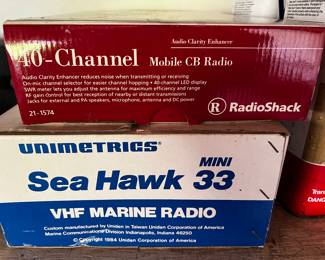 Audio Clarity Enhancer
40-Channel Mobile CB Radio
Audio Clarity Enhancer reduces noise when transmitting or receiving
On-mic channel selector for easier channel hopping • 40-channel LED display
SWR meter lets you adjust the antenna for maximum efficiency and range
RF gain control for best reception of nearby or distant transmissions
Jacks for external and PA speakers, microphone, antenna and DC power
21-1574
R RadioShack
UNIMETRICS®
MINI
Sea Hawk 33
VHF MARINE RADIO
Custom manufactured by Uniden in Taiwan Uniden Corporation of America
Marine Communications Division Indianapolis, Indiana 46250
© Copyright 1984 Uniden Corporation of America
DANG